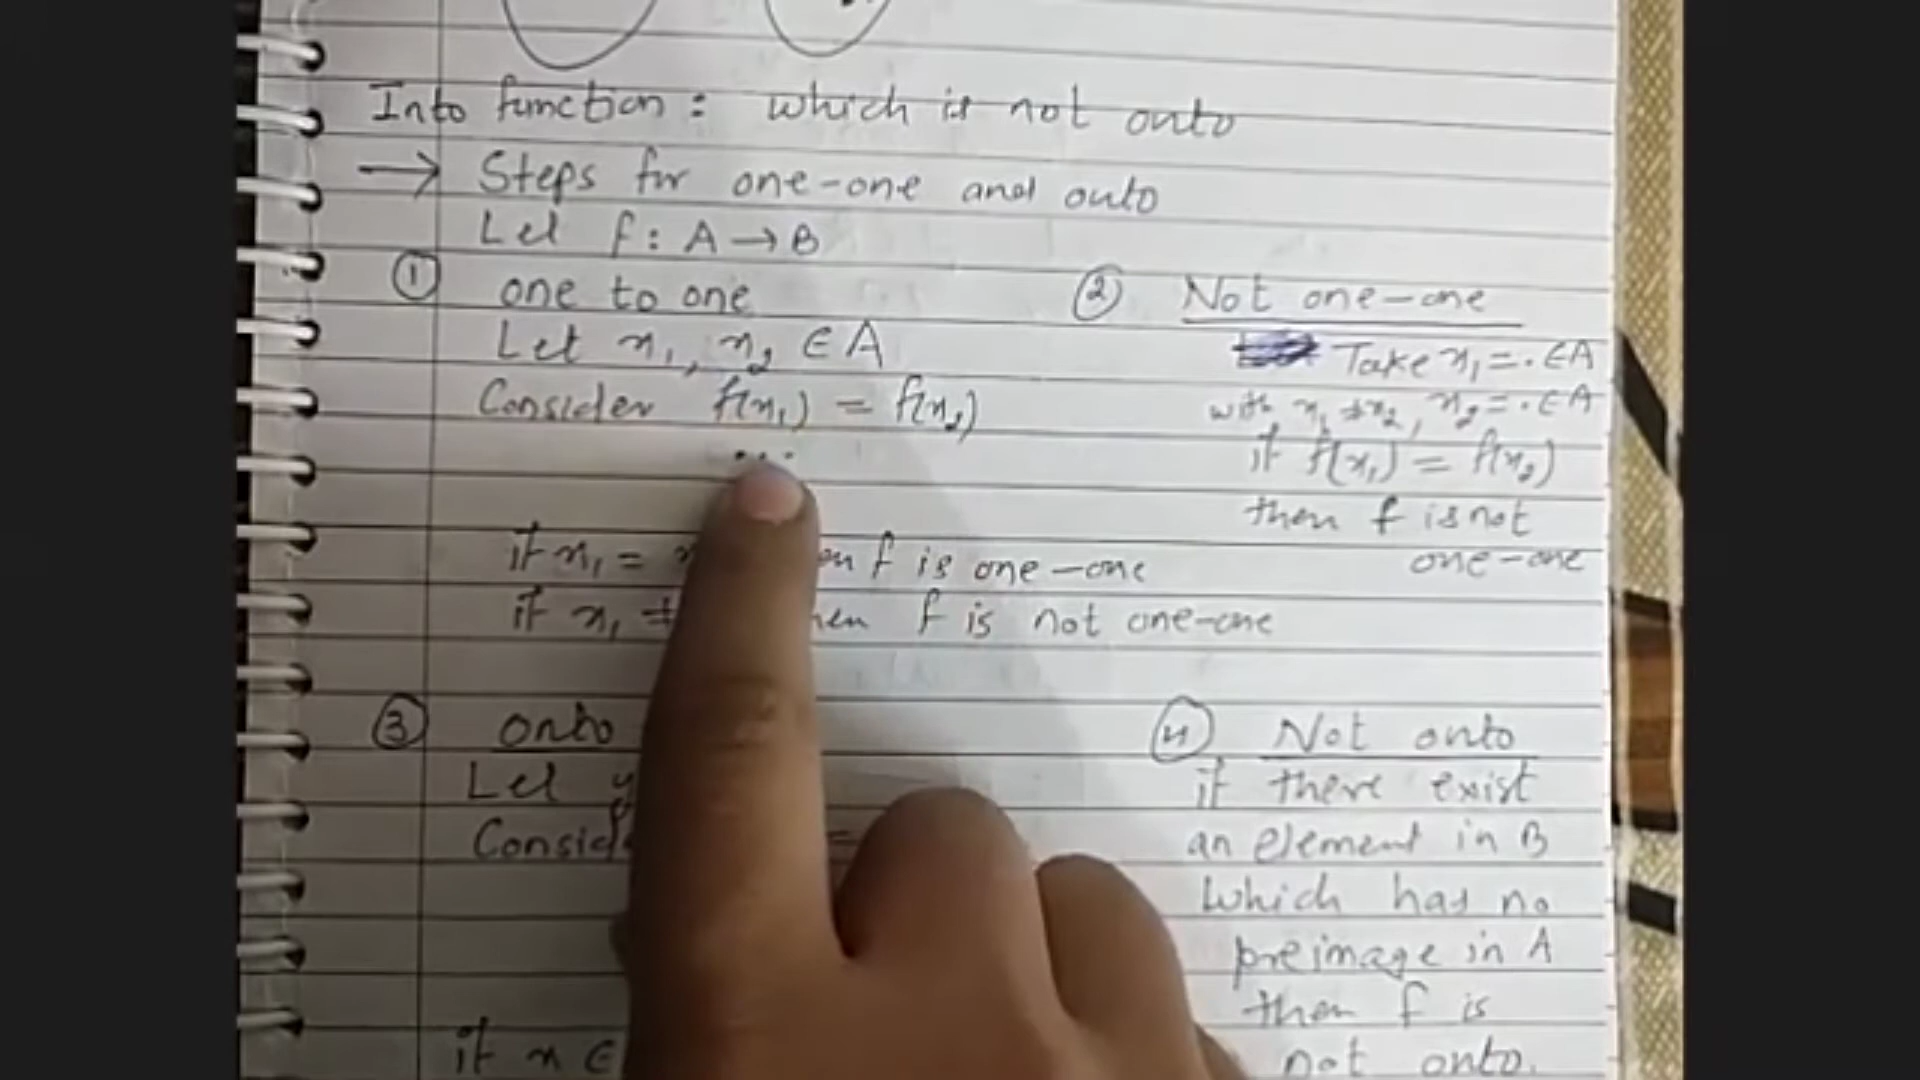 Into function : which is not onto
→ Steps for one-one and onto
Let f : A → B
① one to one
Let x₁, x₂ ∈ A
Consider f(x₁) = f(x₂)
...
if x₁ = f is one-one
if x₁ ≠ f is not one-one
② Not one-one
Take x₁ = . ∈ A
with x₁ ≠ x₂, x₂ = . ∈ A
if f(x₁) = f(x₂)
then f is not
one-one
③ onto
Let y
=
if x ∈
④ Not onto
if there exist
an element in B
which has no
preimage in A
then f is
not onto.